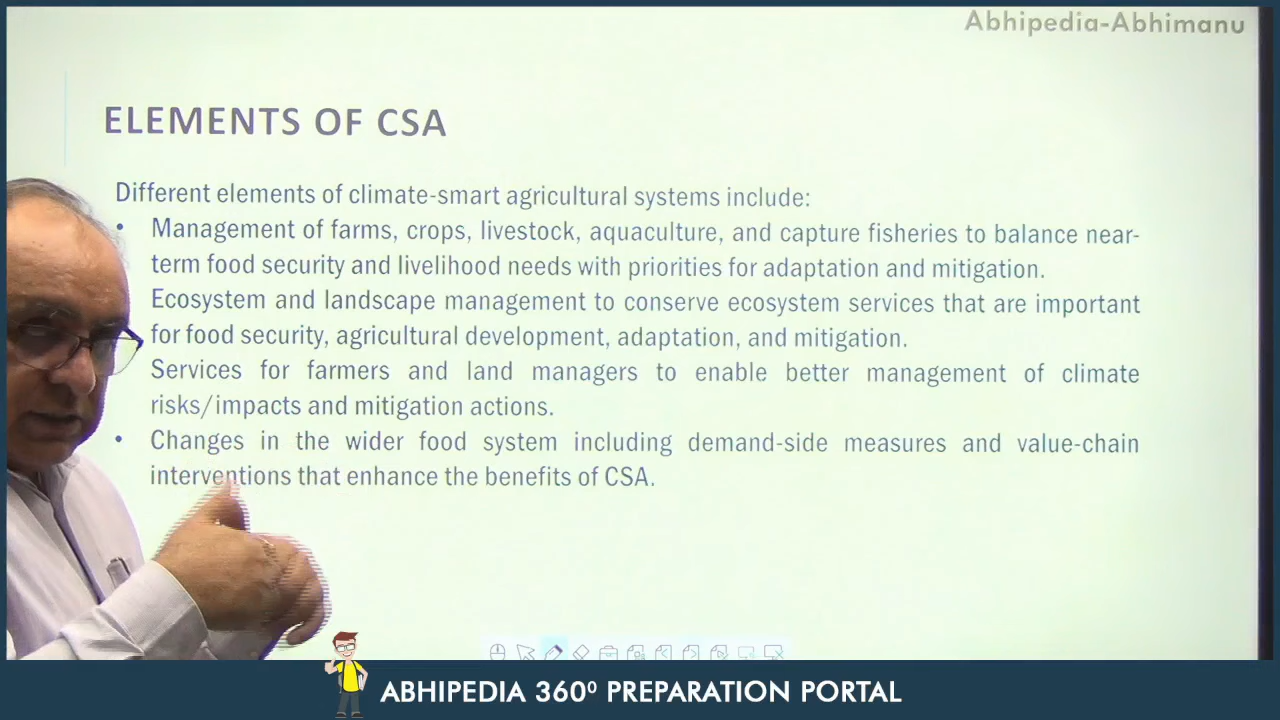 Abhipedia-Abhimanu
ELEMENTS OF CSA
Different elements of climate-smart agricultural systems include:
• Management of farms, crops, livestock, aquaculture, and capture fisheries to balance near-
term food security and livelihood needs with priorities for adaptation and mitigation.
Ecosystem and landscape management to conserve ecosystem services that are important
for food security, agricultural development, adaptation, and mitigation.
Services for farmers and land managers to enable better management of climate
risks/impacts and mitigation actions.
• Changes in the wider food system including demand-side measures and value-chain
interventions that enhance the benefits of CSA.
ABHIPEDIA 360⁰ PREPARATION PORTAL